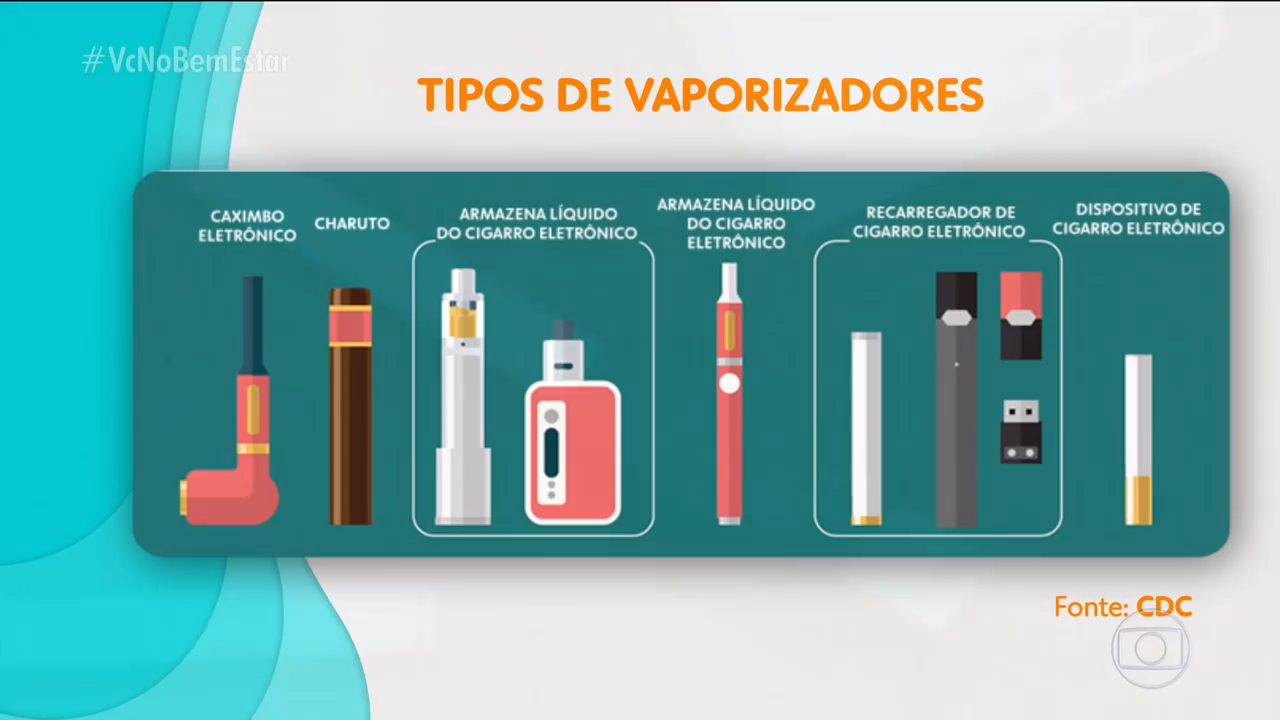 #VcNoBemEstar
TIPOS DE VAPORIZADORES
CAXIMBO
ELETRÔNICO
CHARUTO
ARMAZENA LÍQUIDO
DO CIGARRO ELETRÔNICO
ARMAZENA LÍQUIDO
DO CIGARRO
ELETRÔNICO
RECARREGADOR DE
CIGARRO ELETRÔNICO
DISPOSITIVO DE
CIGARRO ELETRÔNICO
Fonte: CDC